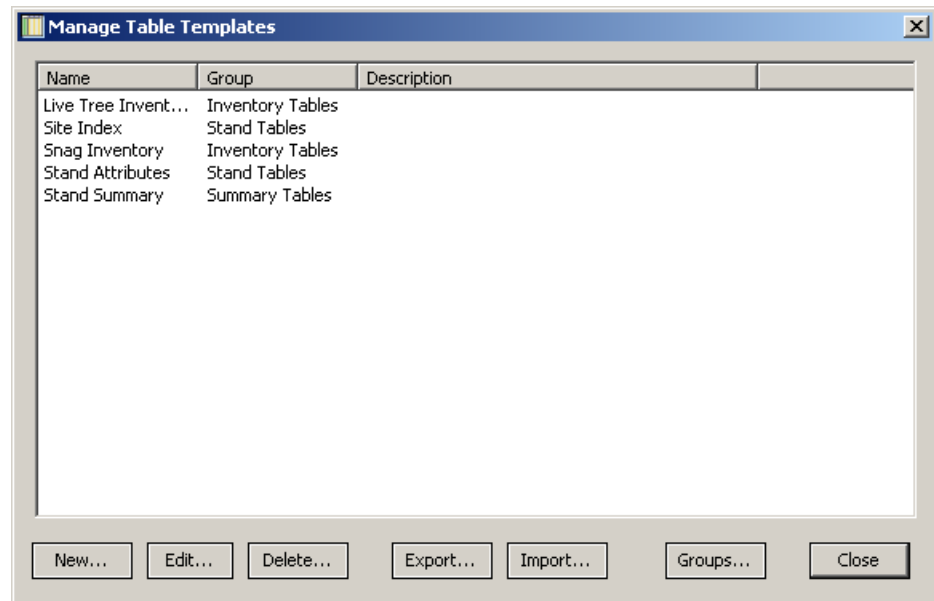 Manage Table Templates
Name Group Description
Live Tree Invent... Inventory Tables
Site Index Stand Tables
Snag Inventory Inventory Tables
Stand Attributes Stand Tables
Stand Summary Summary Tables
New... Edit... Delete... Export... Import... Groups... Close